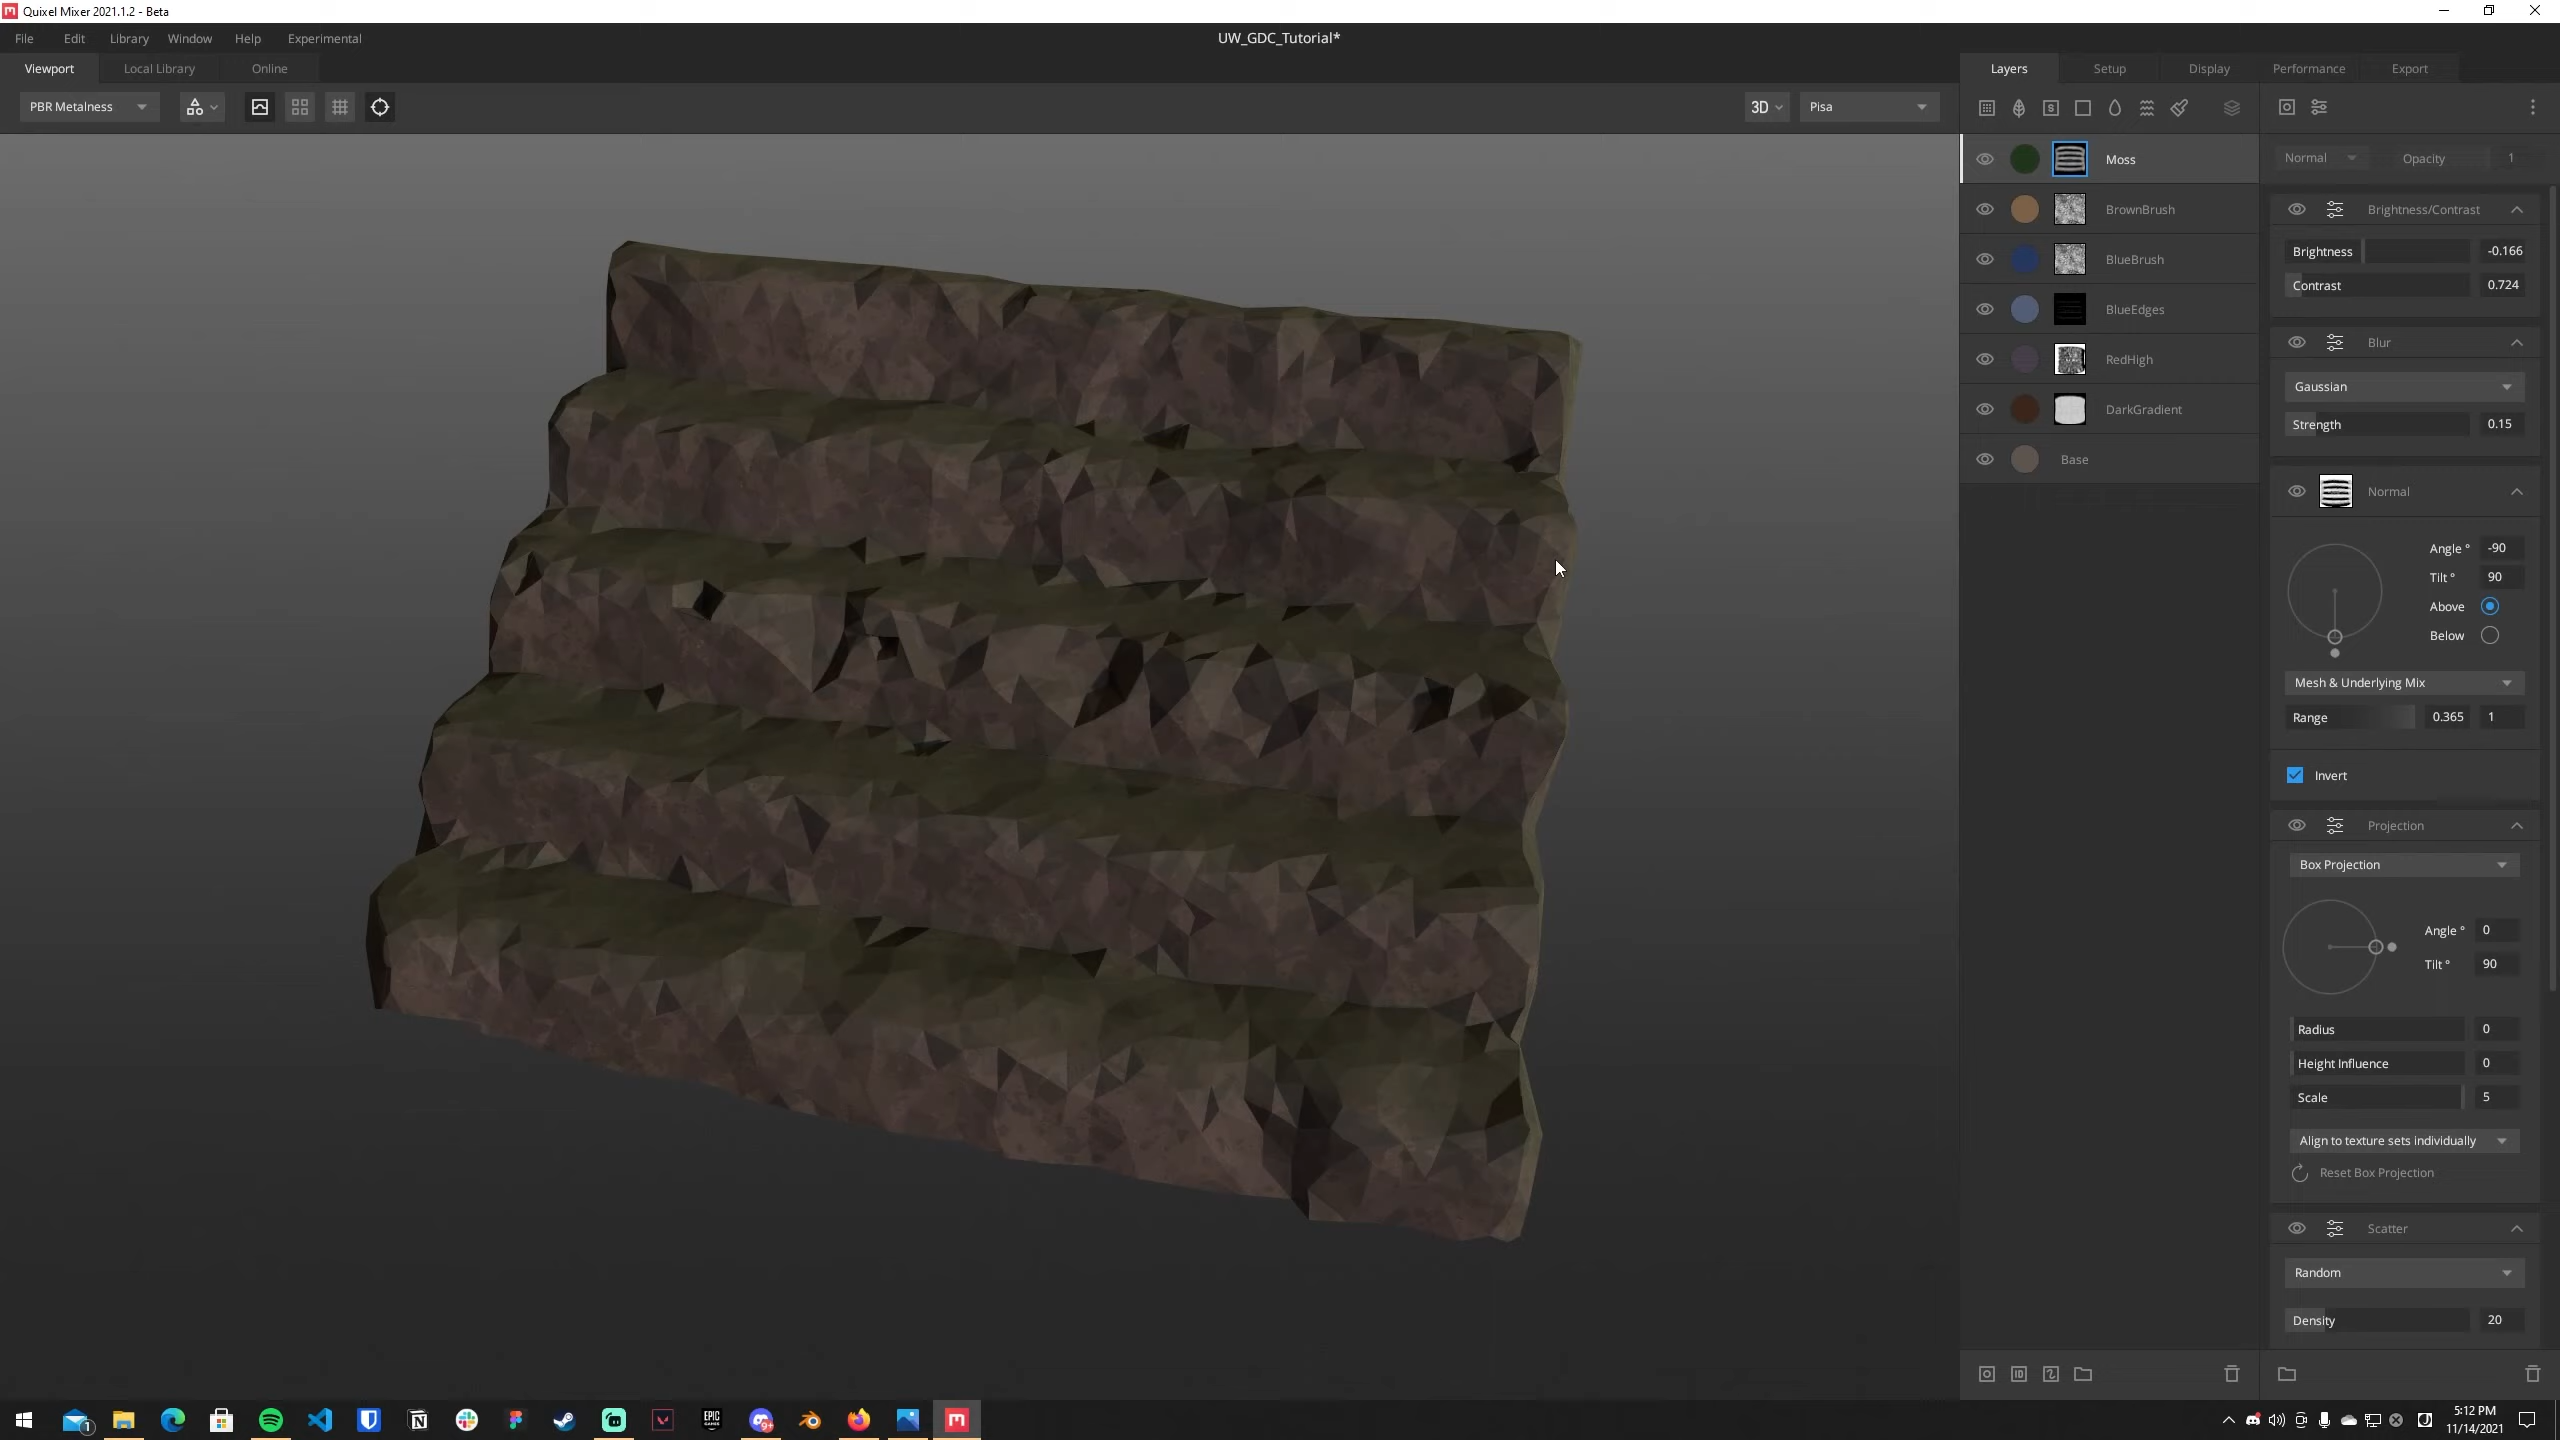 Quixel Mixer 2021.1.2 - Beta
File Edit Library Window Help Experimental
UW_GDC_Tutorial*
Viewport Local Library Online
Layers Setup Display Performance Export
PBR Metalness
3D Pisa
Moss
BrownBrush
BlueBrush
BlueEdges
RedHigh
DarkGradient
Base
Normal Opacity 1
Brightness/Contrast
Brightness -0.166
Contrast 0.724
Blur
Gaussian
Strength 0.15
Normal
Angle ° -90
Tilt ° 90
Above
Below
Mesh & Underlying Mix
Range 0.365 1
Invert
Projection
Box Projection
Angle ° 0
Tilt ° 90
Radius 0
Height Influence 0
Scale 5
Align to texture sets individually
Reset Box Projection
Scatter
Random
Density 20
1
EPIC GAMES
9+
5:12 PM
11/14/2021